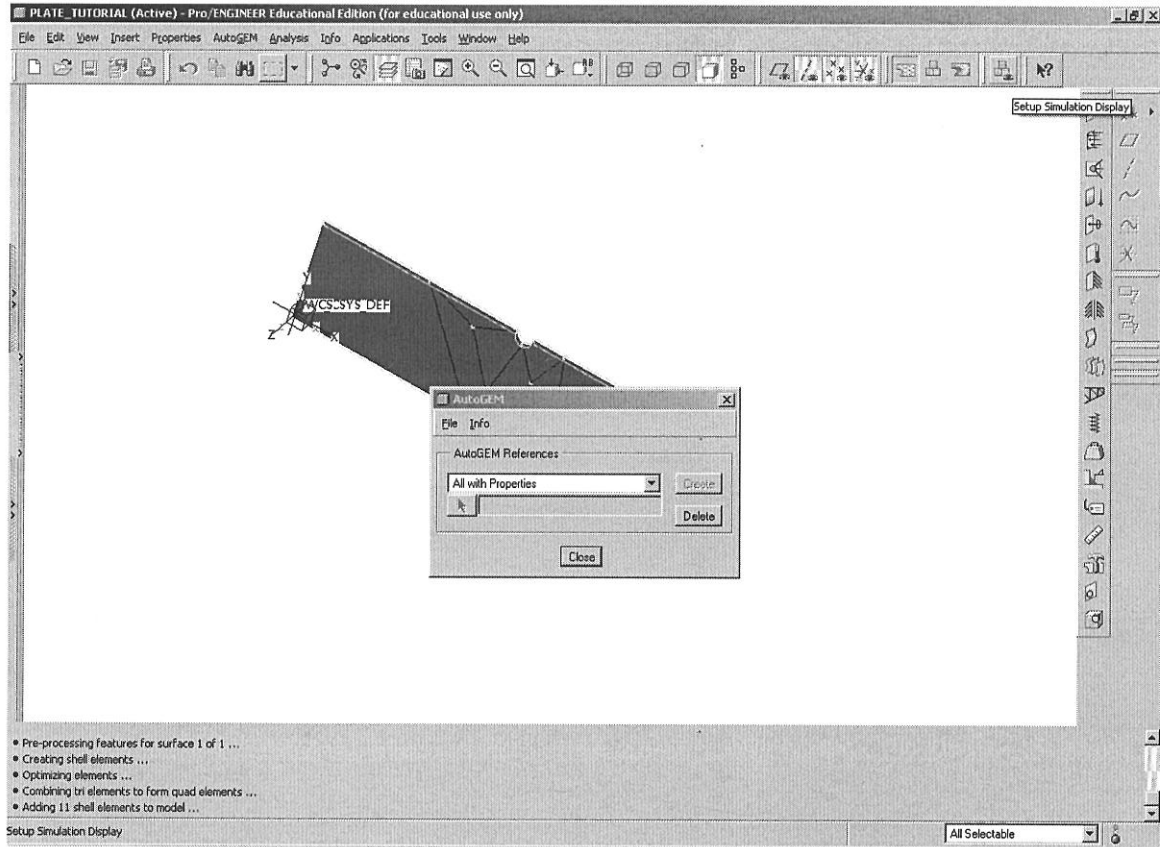 PLATE_TUTORIAL (Active) - Pro/ENGINEER Educational Edition (for educational use only)
File Edit View Insert Properties AutoGEM Analysis Info Applications Tools Window Help
Setup Simulation Display
Y
Z
X
AutoGEM
File Info
AutoGEM References
All with Properties
Create
Delete
Close
• Pre-processing features for surface 1 of 1 ...
• Creating shell elements ...
• Optimizing elements ...
• Combining tri elements to form quad elements ...
• Adding 11 shell elements to model ...
Setup Simulation Display
All Selectable